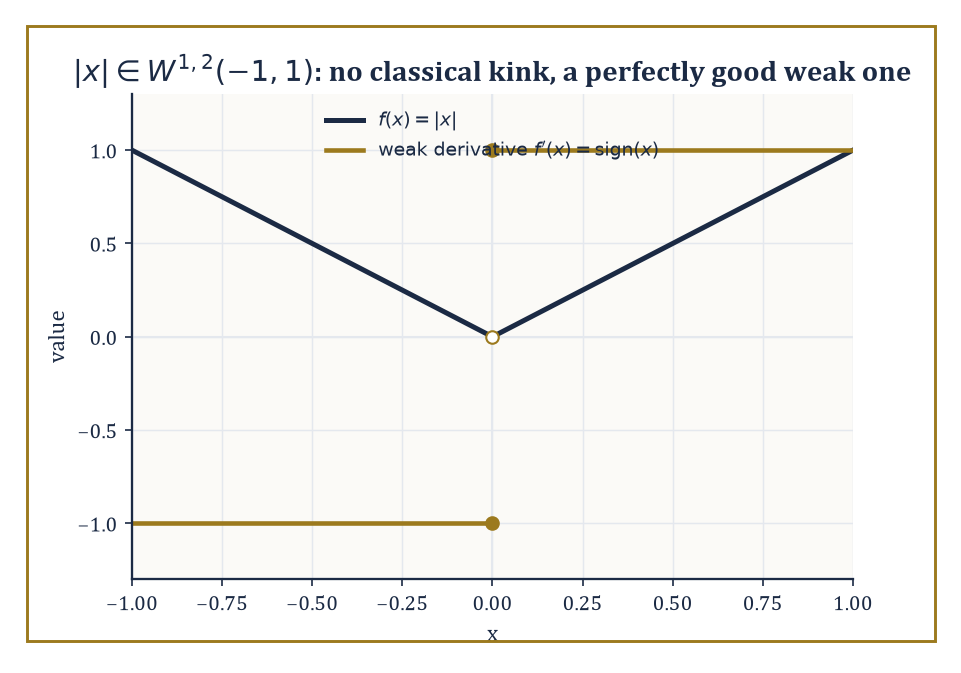 |x| ∈ W^{1,2}(−1, 1): no classical kink, a perfectly good weak one
f(x) = |x|
weak derivative f′(x) = sign(x)
1.0
0.5
0.0
−0.5
−1.0
value
−1.00 −0.75 −0.50 −0.25 0.00 0.25 0.50 0.75 1.00
x